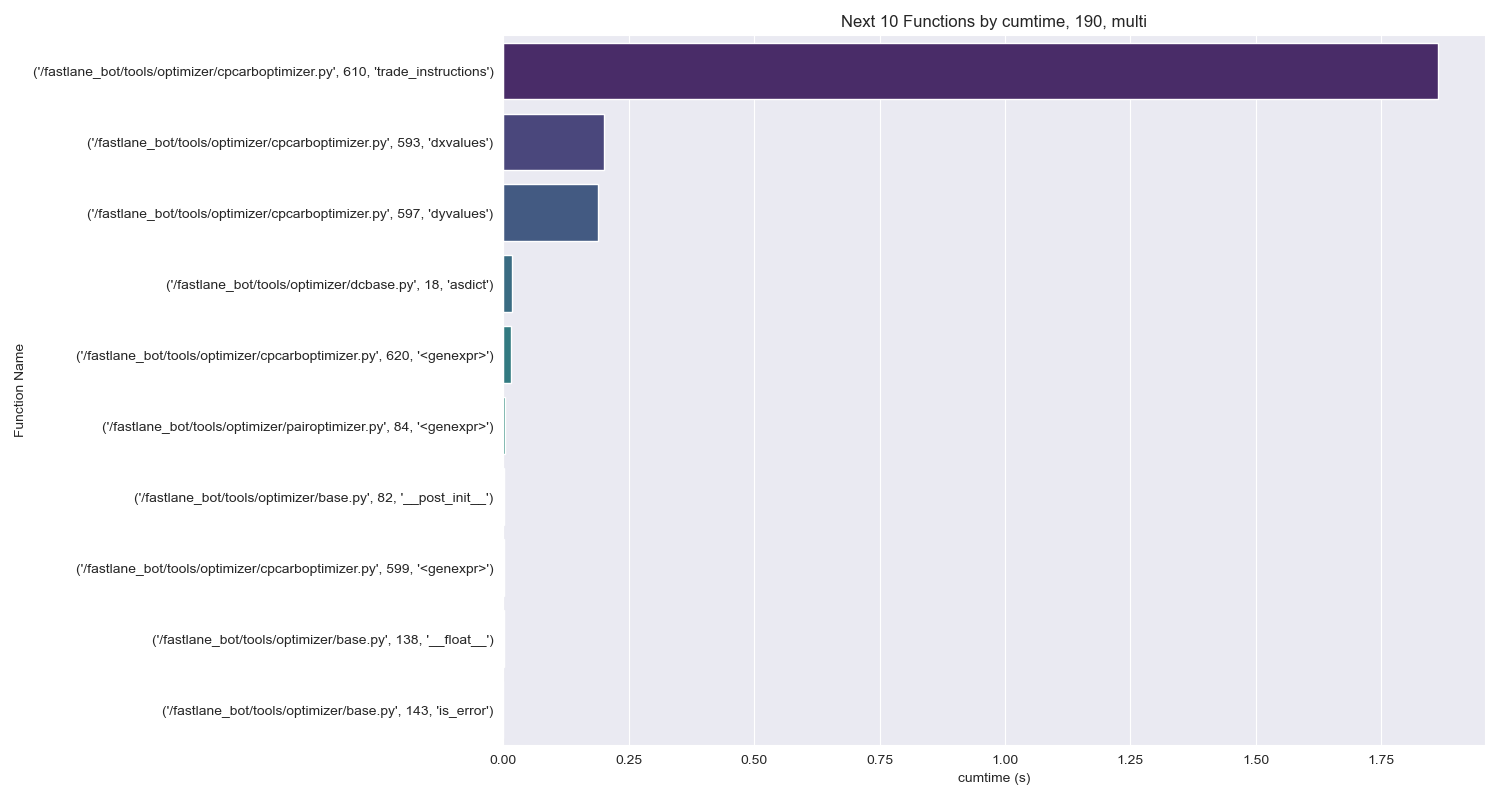 Next 10 Functions by cumtime, 190, multi
('/fastlane_bot/tools/optimizer/cpcarboptimizer.py', 610, 'trade_instructions')
('/fastlane_bot/tools/optimizer/cpcarboptimizer.py', 593, 'dxvalues')
('/fastlane_bot/tools/optimizer/cpcarboptimizer.py', 597, 'dyvalues')
('/fastlane_bot/tools/optimizer/dcbase.py', 18, 'asdict')
('/fastlane_bot/tools/optimizer/cpcarboptimizer.py', 620, '<genexpr>')
('/fastlane_bot/tools/optimizer/pairoptimizer.py', 84, '<genexpr>')
('/fastlane_bot/tools/optimizer/base.py', 82, '__post_init__')
('/fastlane_bot/tools/optimizer/cpcarboptimizer.py', 599, '<genexpr>')
('/fastlane_bot/tools/optimizer/base.py', 138, '__float__')
('/fastlane_bot/tools/optimizer/base.py', 143, 'is_error')
Function Name
0.00 0.25 0.50 0.75 1.00 1.25 1.50 1.75
cumtime (s)